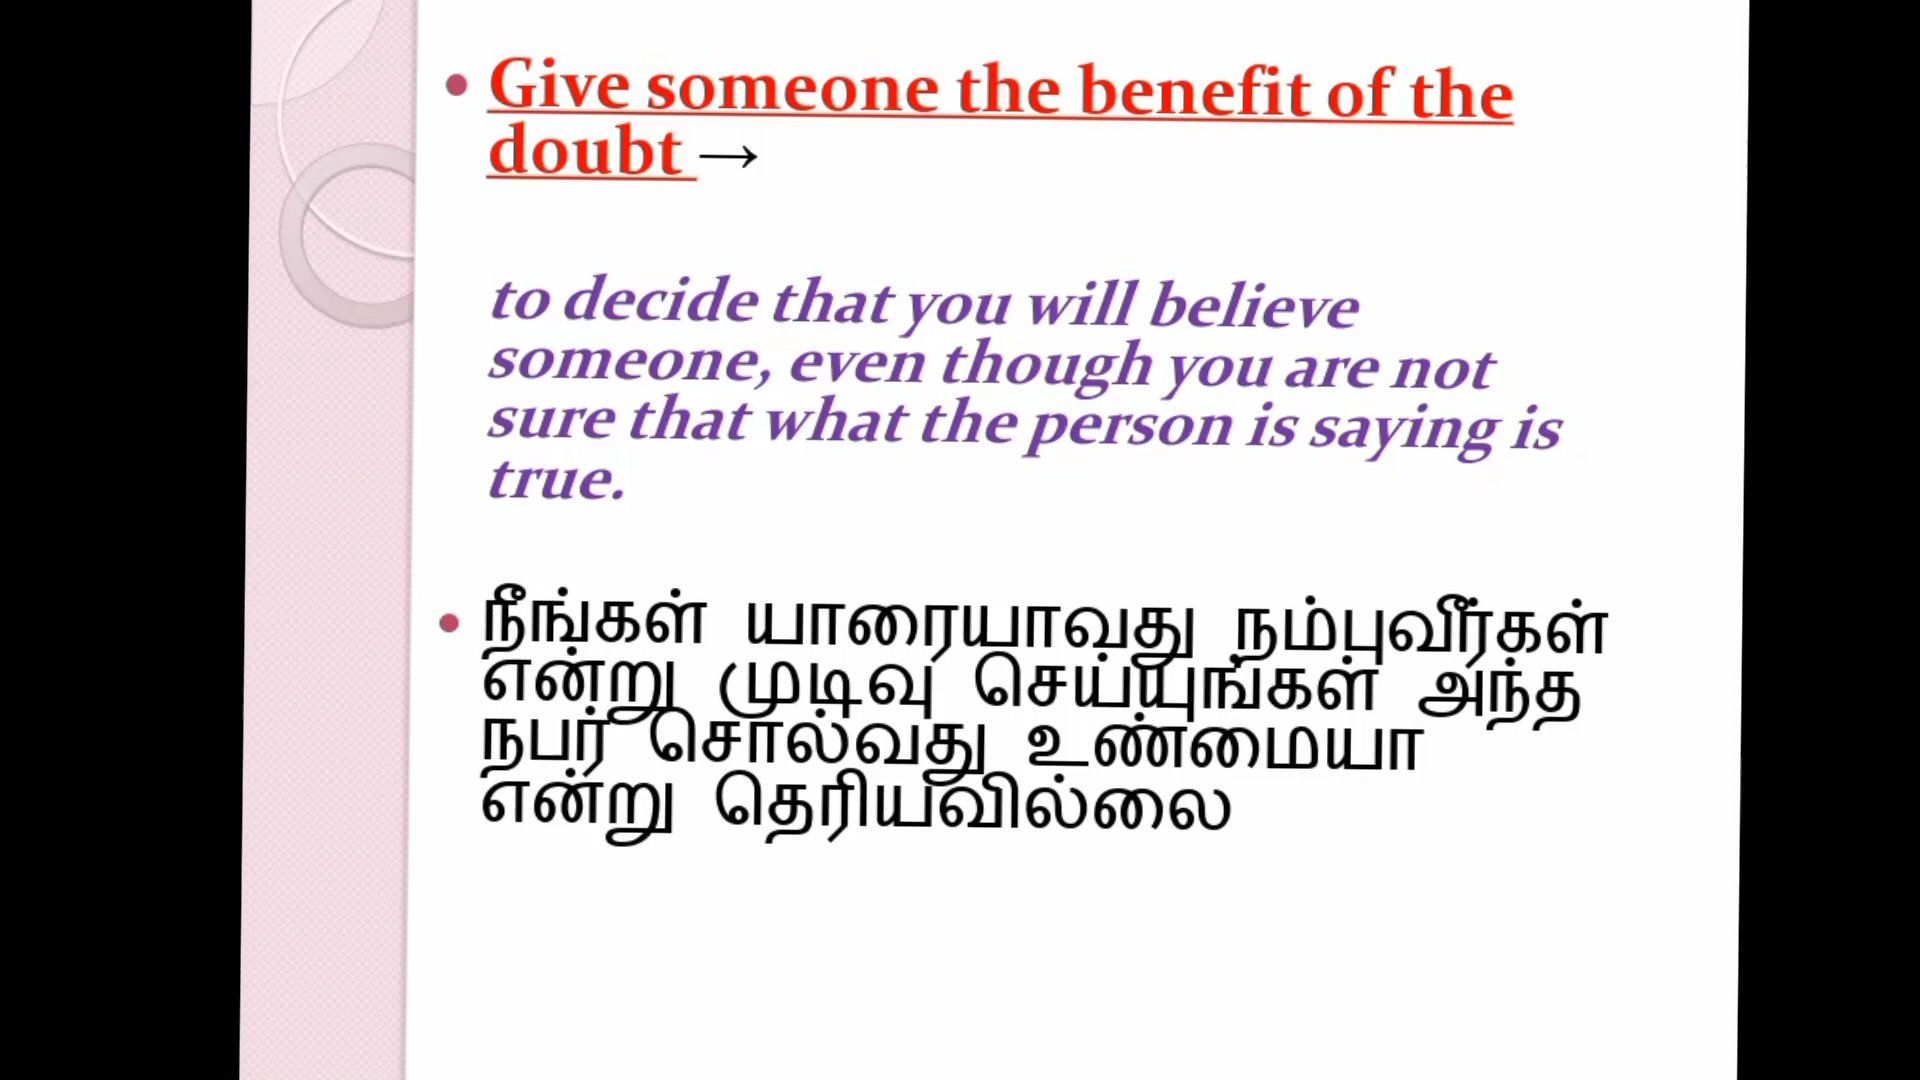 • Give someone the benefit of the
doubt →
to decide that you will believe
someone, even though you are not
sure that what the person is saying is
true.
• நீங்கள் யாரையாவது நம்புவீர்கள்
என்று முடிவு செய்யுங்கள் அந்த
நபர் சொல்வது உண்மையா
என்று தெரியவில்லை